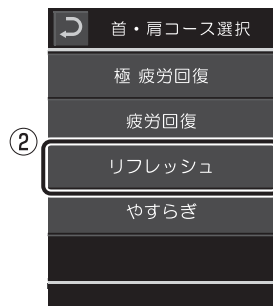 首・肩コース選択
極 疲労回復
疲労回復
②
リフレッシュ
やすらぎ